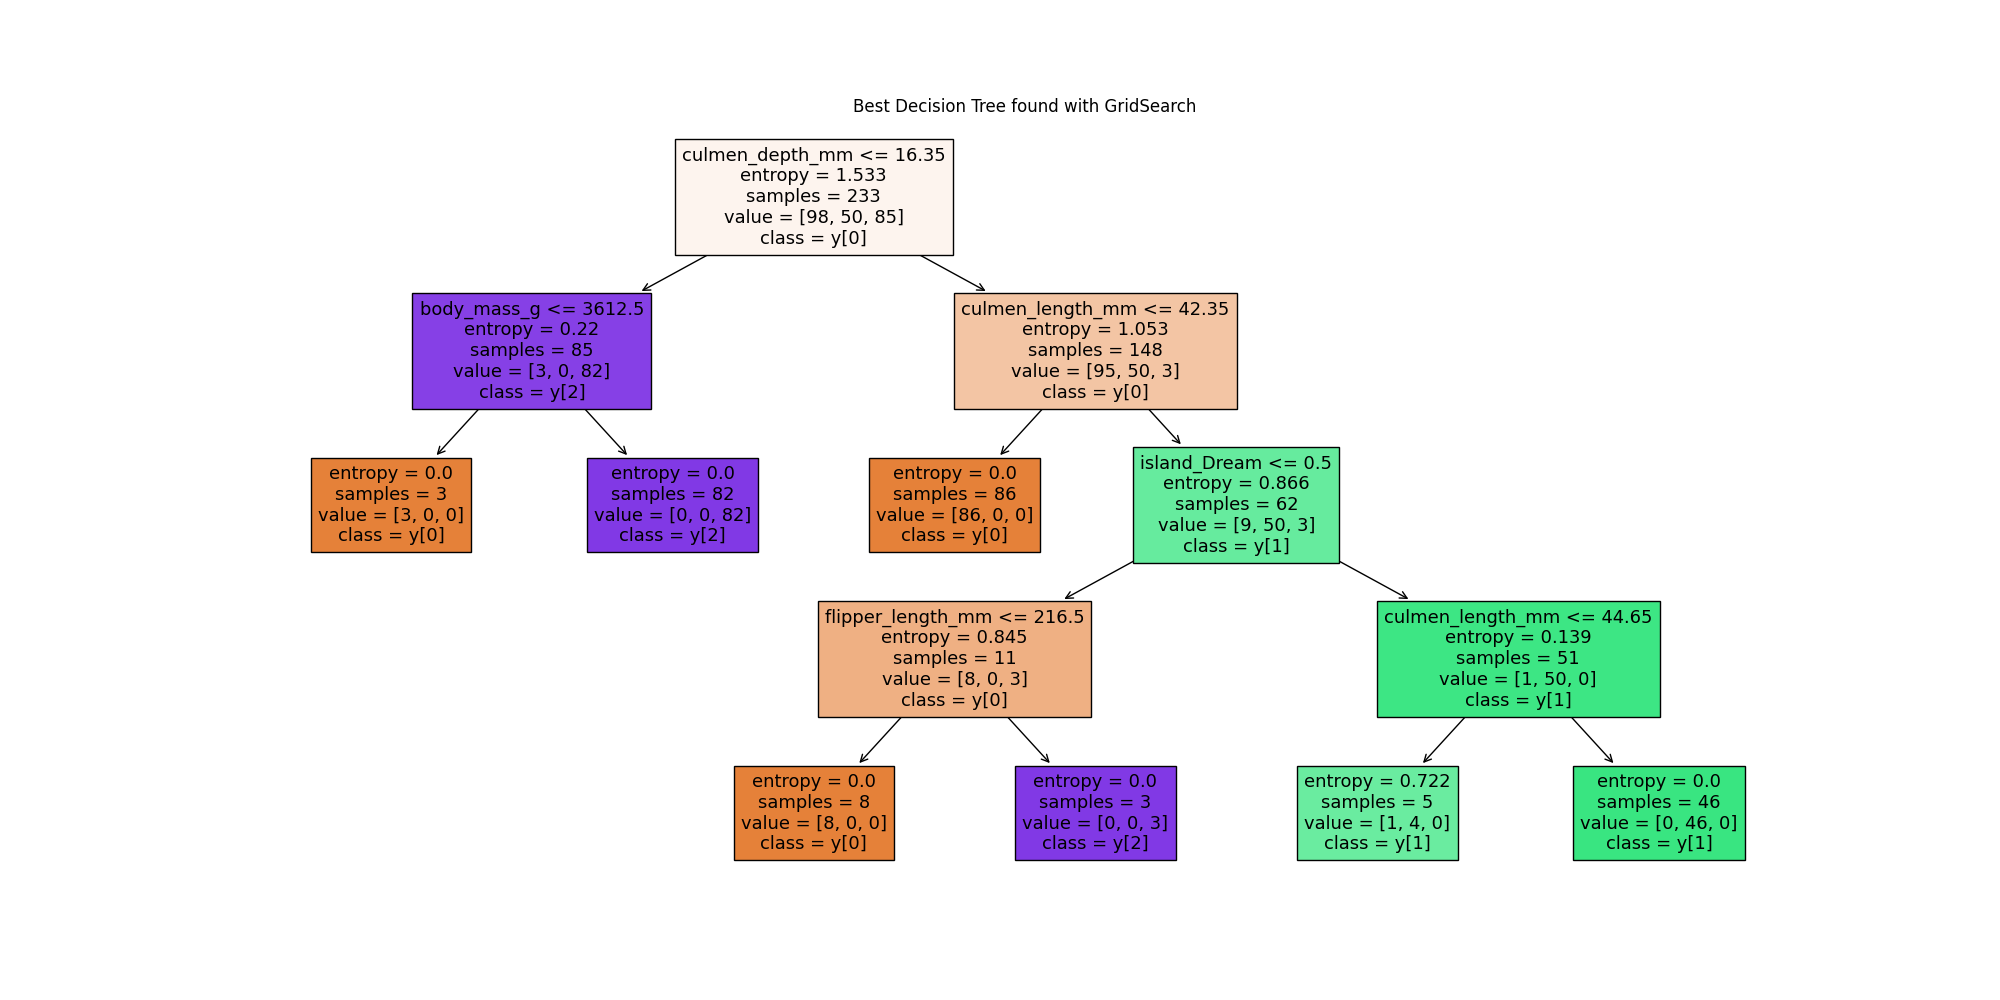 Best Decision Tree found with GridSearch
culmen_depth_mm <= 16.35
entropy = 1.533
samples = 233
value = [98, 50, 85]
class = y[0]
body_mass_g <= 3612.5
entropy = 0.22
samples = 85
value = [3, 0, 82]
class = y[2]
culmen_length_mm <= 42.35
entropy = 1.053
samples = 148
value = [95, 50, 3]
class = y[0]
entropy = 0.0
samples = 3
value = [3, 0, 0]
class = y[0]
entropy = 0.0
samples = 82
value = [0, 0, 82]
class = y[2]
entropy = 0.0
samples = 86
value = [86, 0, 0]
class = y[0]
island_Dream <= 0.5
entropy = 0.866
samples = 62
value = [9, 50, 3]
class = y[1]
flipper_length_mm <= 216.5
entropy = 0.845
samples = 11
value = [8, 0, 3]
class = y[0]
culmen_length_mm <= 44.65
entropy = 0.139
samples = 51
value = [1, 50, 0]
class = y[1]
entropy = 0.0
samples = 8
value = [8, 0, 0]
class = y[0]
entropy = 0.0
samples = 3
value = [0, 0, 3]
class = y[2]
entropy = 0.722
samples = 5
value = [1, 4, 0]
class = y[1]
entropy = 0.0
samples = 46
value = [0, 46, 0]
class = y[1]